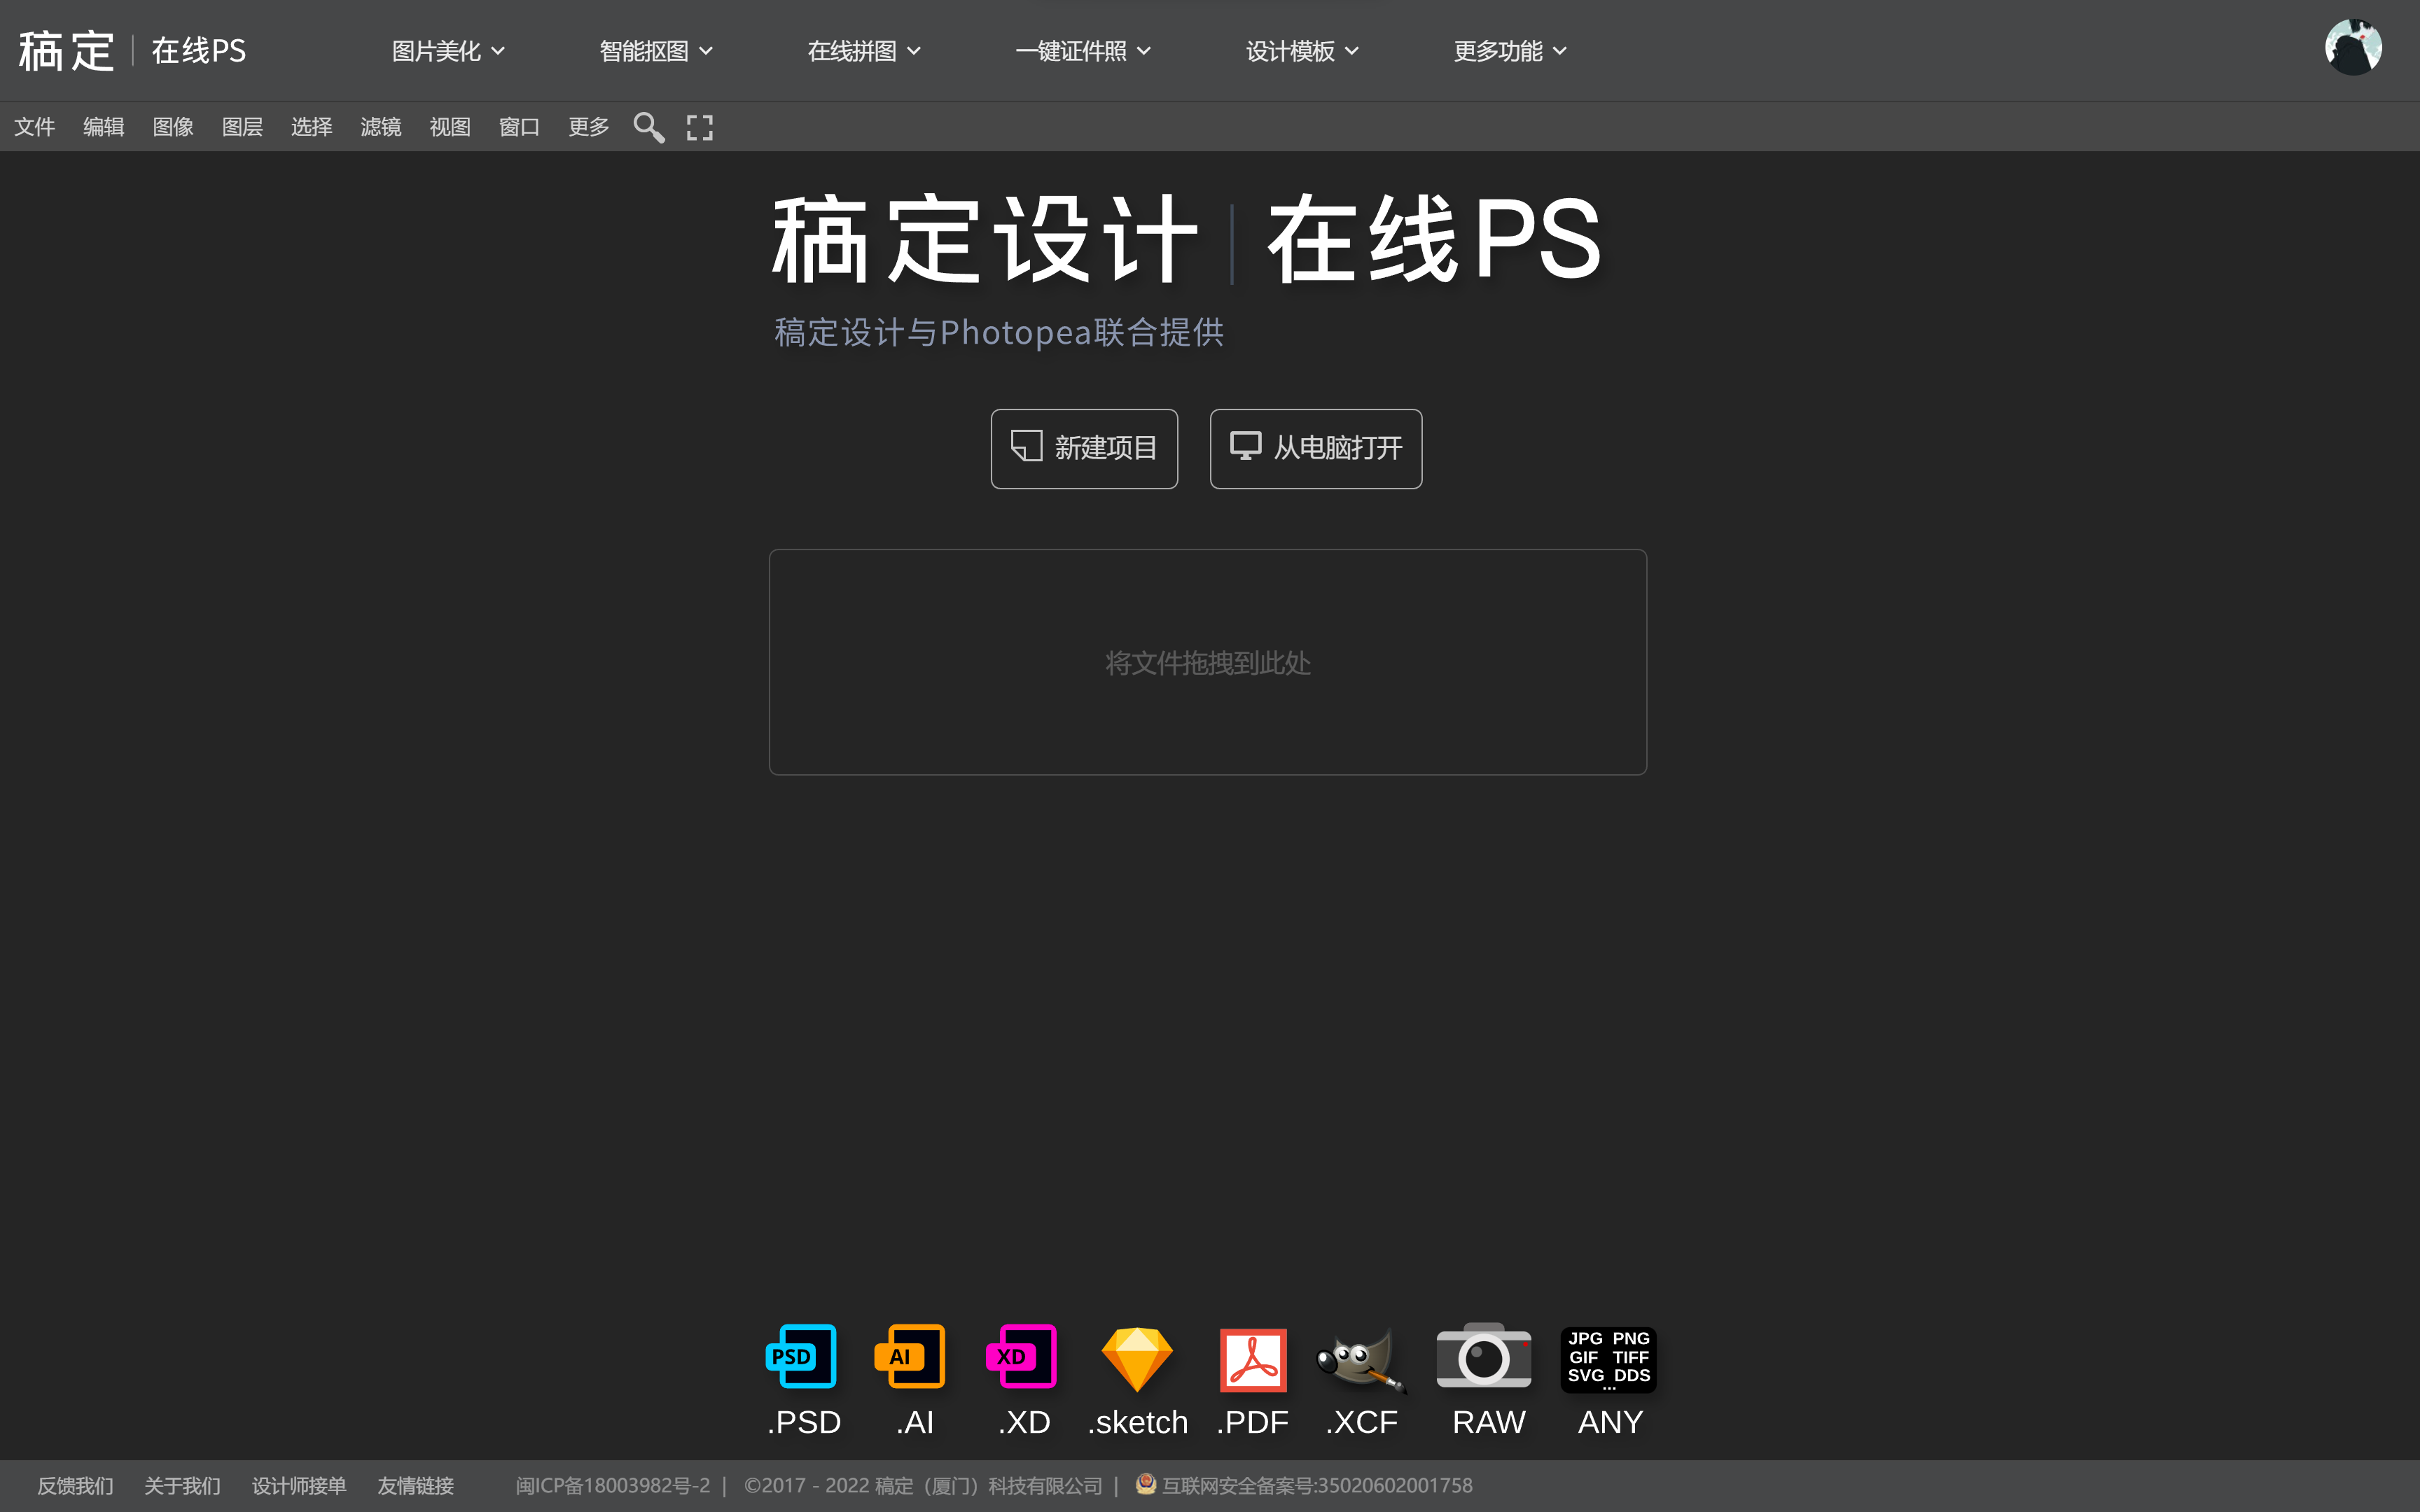 稿定 | 在线PS 图片美化 智能抠图 在线拼图 一键证件照 设计模板 更多功能
文件 编辑 图像 图层 选择 滤镜 视图 窗口 更多
稿定设计 | 在线PS
稿定设计与Photopea联合提供
新建项目 从电脑打开
将文件拖拽到此处
PSD AI XD
JPG PNG
GIF TIFF
SVG DDS
...
.PSD .AI .XD .sketch .PDF .XCF RAW ANY
反馈我们 关于我们 设计师接单 友情链接 闽ICP备18003982号-2 | ©2017 - 2022 稿定（厦门）科技有限公司 | 互联网安全备案号:35020602001758